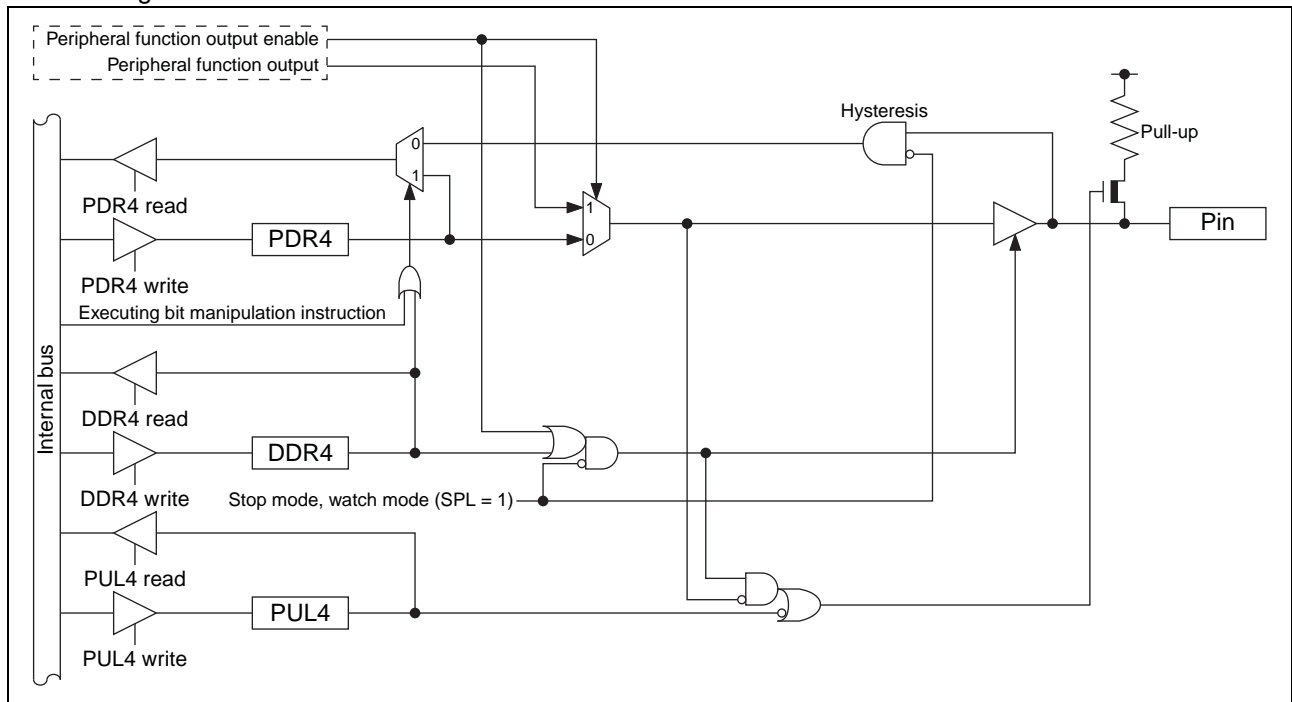 Peripheral function output enable
Peripheral function output
Hysteresis
Pull-up
0
1
PDR4 read
1
0
PDR4
Pin
PDR4 write
Executing bit manipulation instruction
Internal bus
DDR4 read
DDR4
DDR4 write
Stop mode, watch mode (SPL = 1)
PUL4 read
PUL4
PUL4 write